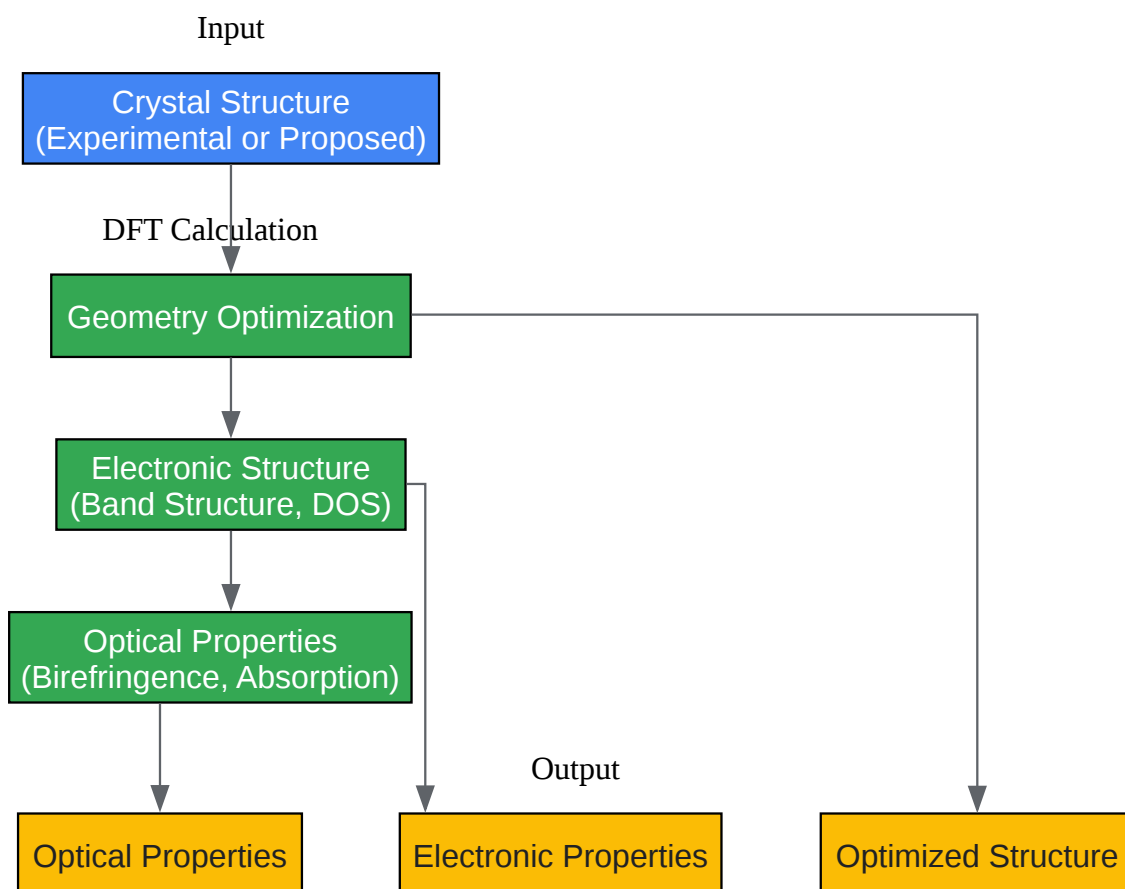 Input
Crystal Structure
(Experimental or Proposed)
DFT Calculation
Geometry Optimization
Electronic Structure
(Band Structure, DOS)
Optical Properties
(Birefringence, Absorption)
Output
Optical Properties
Electronic Properties
Optimized Structure